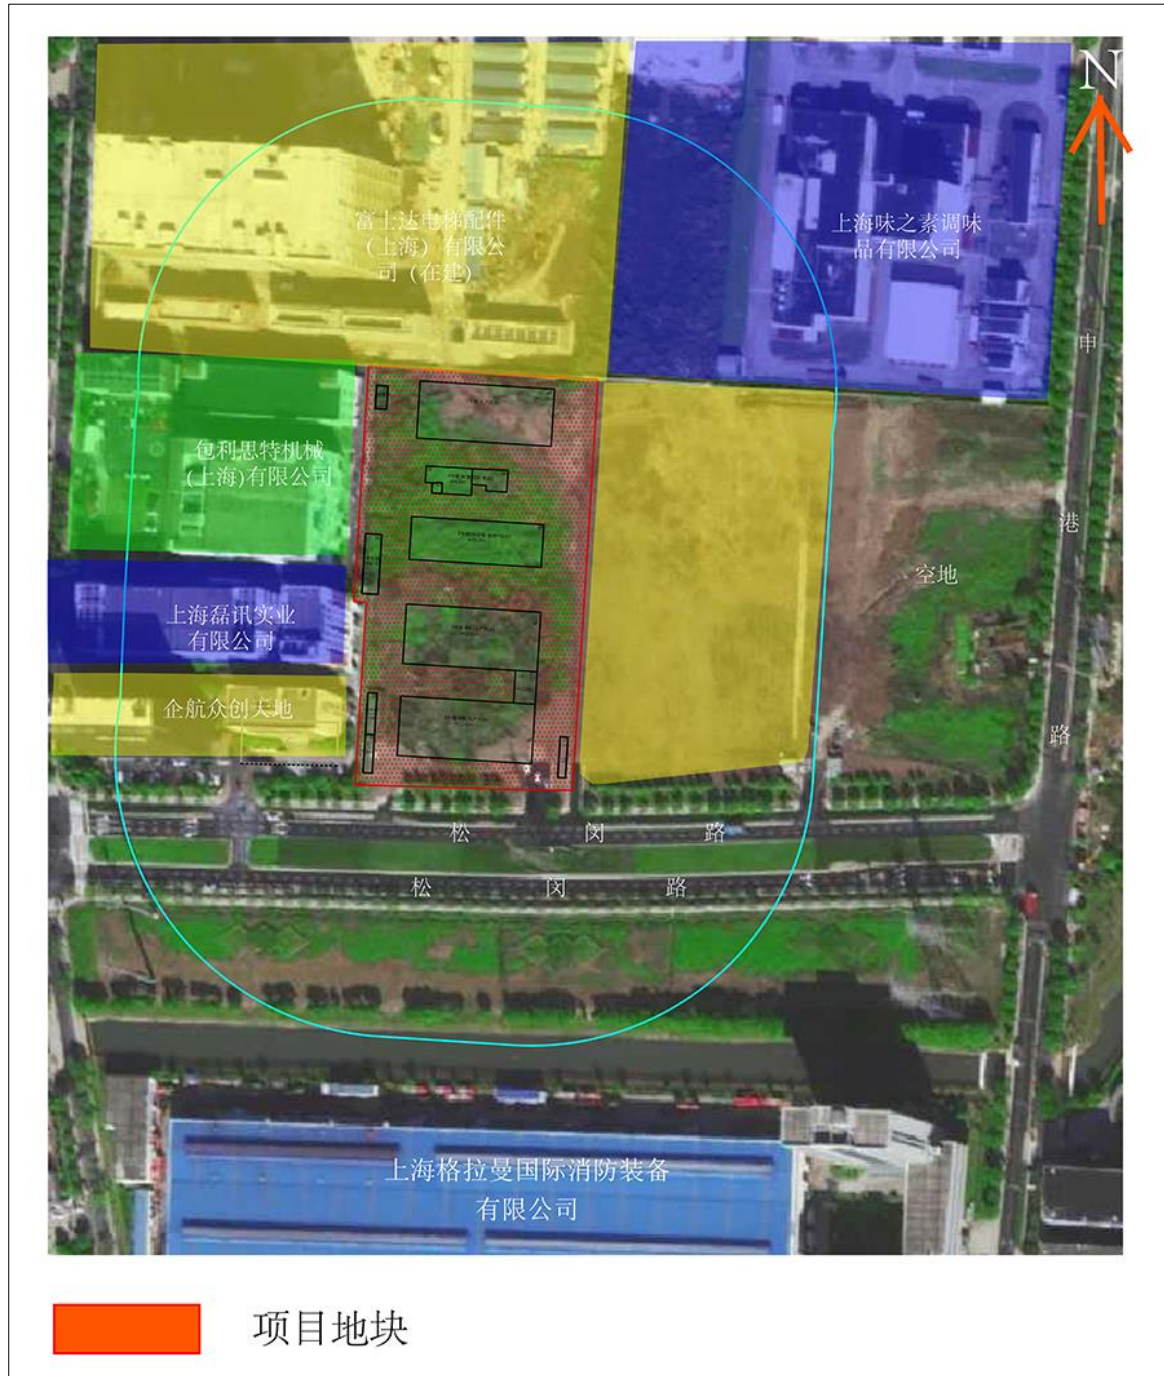 N
富士达电梯配件
(上海) 有限公
司 (在建)
上海味之素调味
品有限公司
申
港
路
包利思特机械
(上海)有限公司
空地
上海磊讯实业
有限公司
企航众创天地
松 闵 路
松 闵 路
上海格拉曼国际消防装备
有限公司
项目地块